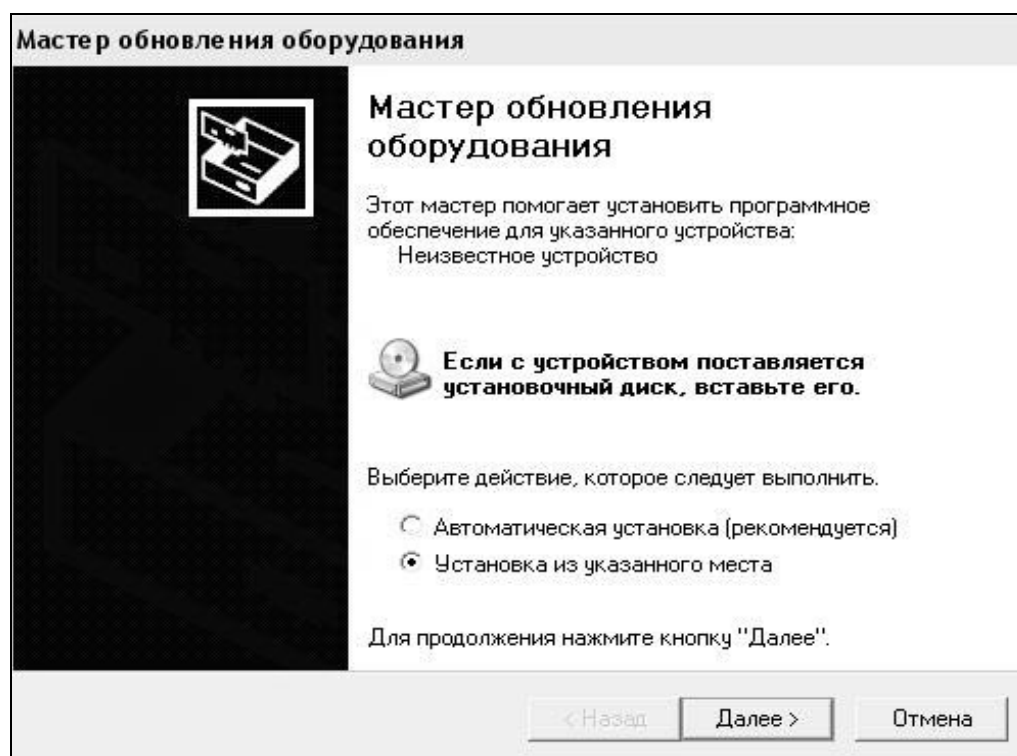 Мастер обновления оборудования
Мастер обновления
оборудования
Этот мастер помогает установить программное
обеспечение для указанного устройства:
Неизвестное устройство
Если с устройством поставляется
установочный диск, вставьте его.
Выберите действие, которое следует выполнить.
Автоматическая установка (рекомендуется)
Установка из указанного места
Для продолжения нажмите кнопку "Далее".
< Назад Далее > Отмена